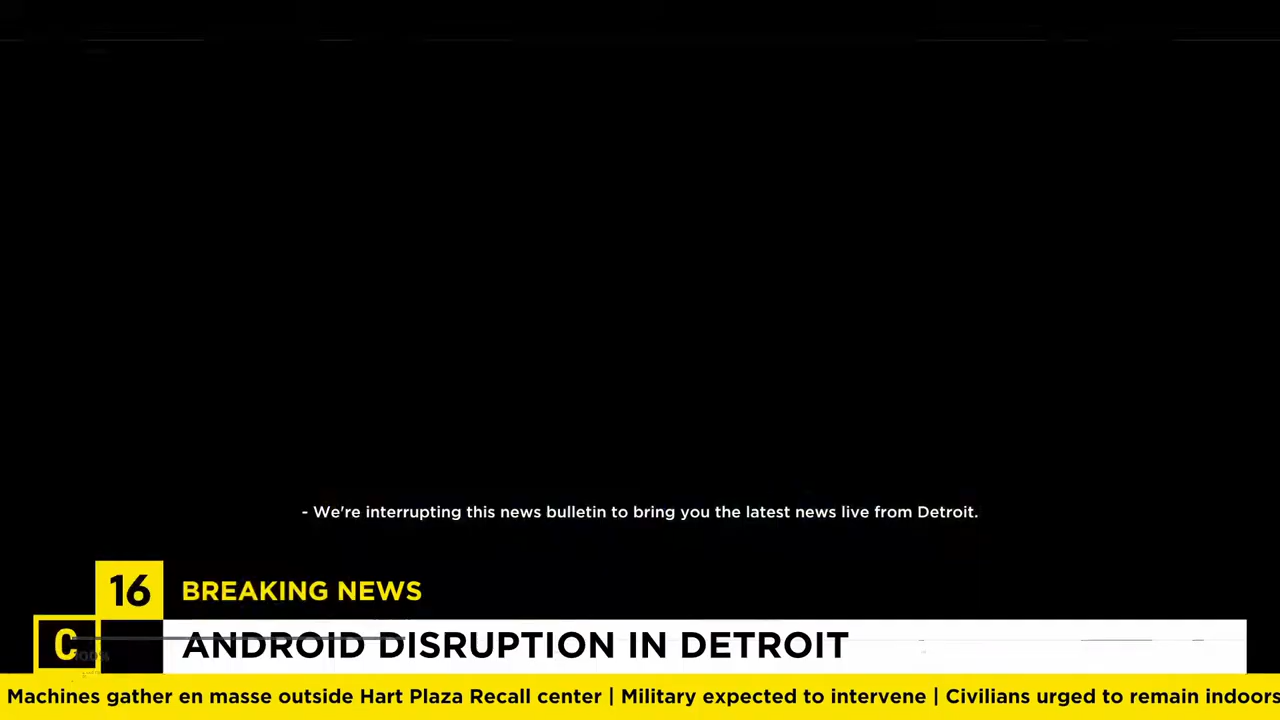 - We're interrupting this news bulletin to bring you the latest news live from Detroit.
16
BREAKING NEWS
C
ANDROID DISRUPTION IN DETROIT
100%
Machines gather en masse outside Hart Plaza Recall center | Military expected to intervene | Civilians urged to remain indoors